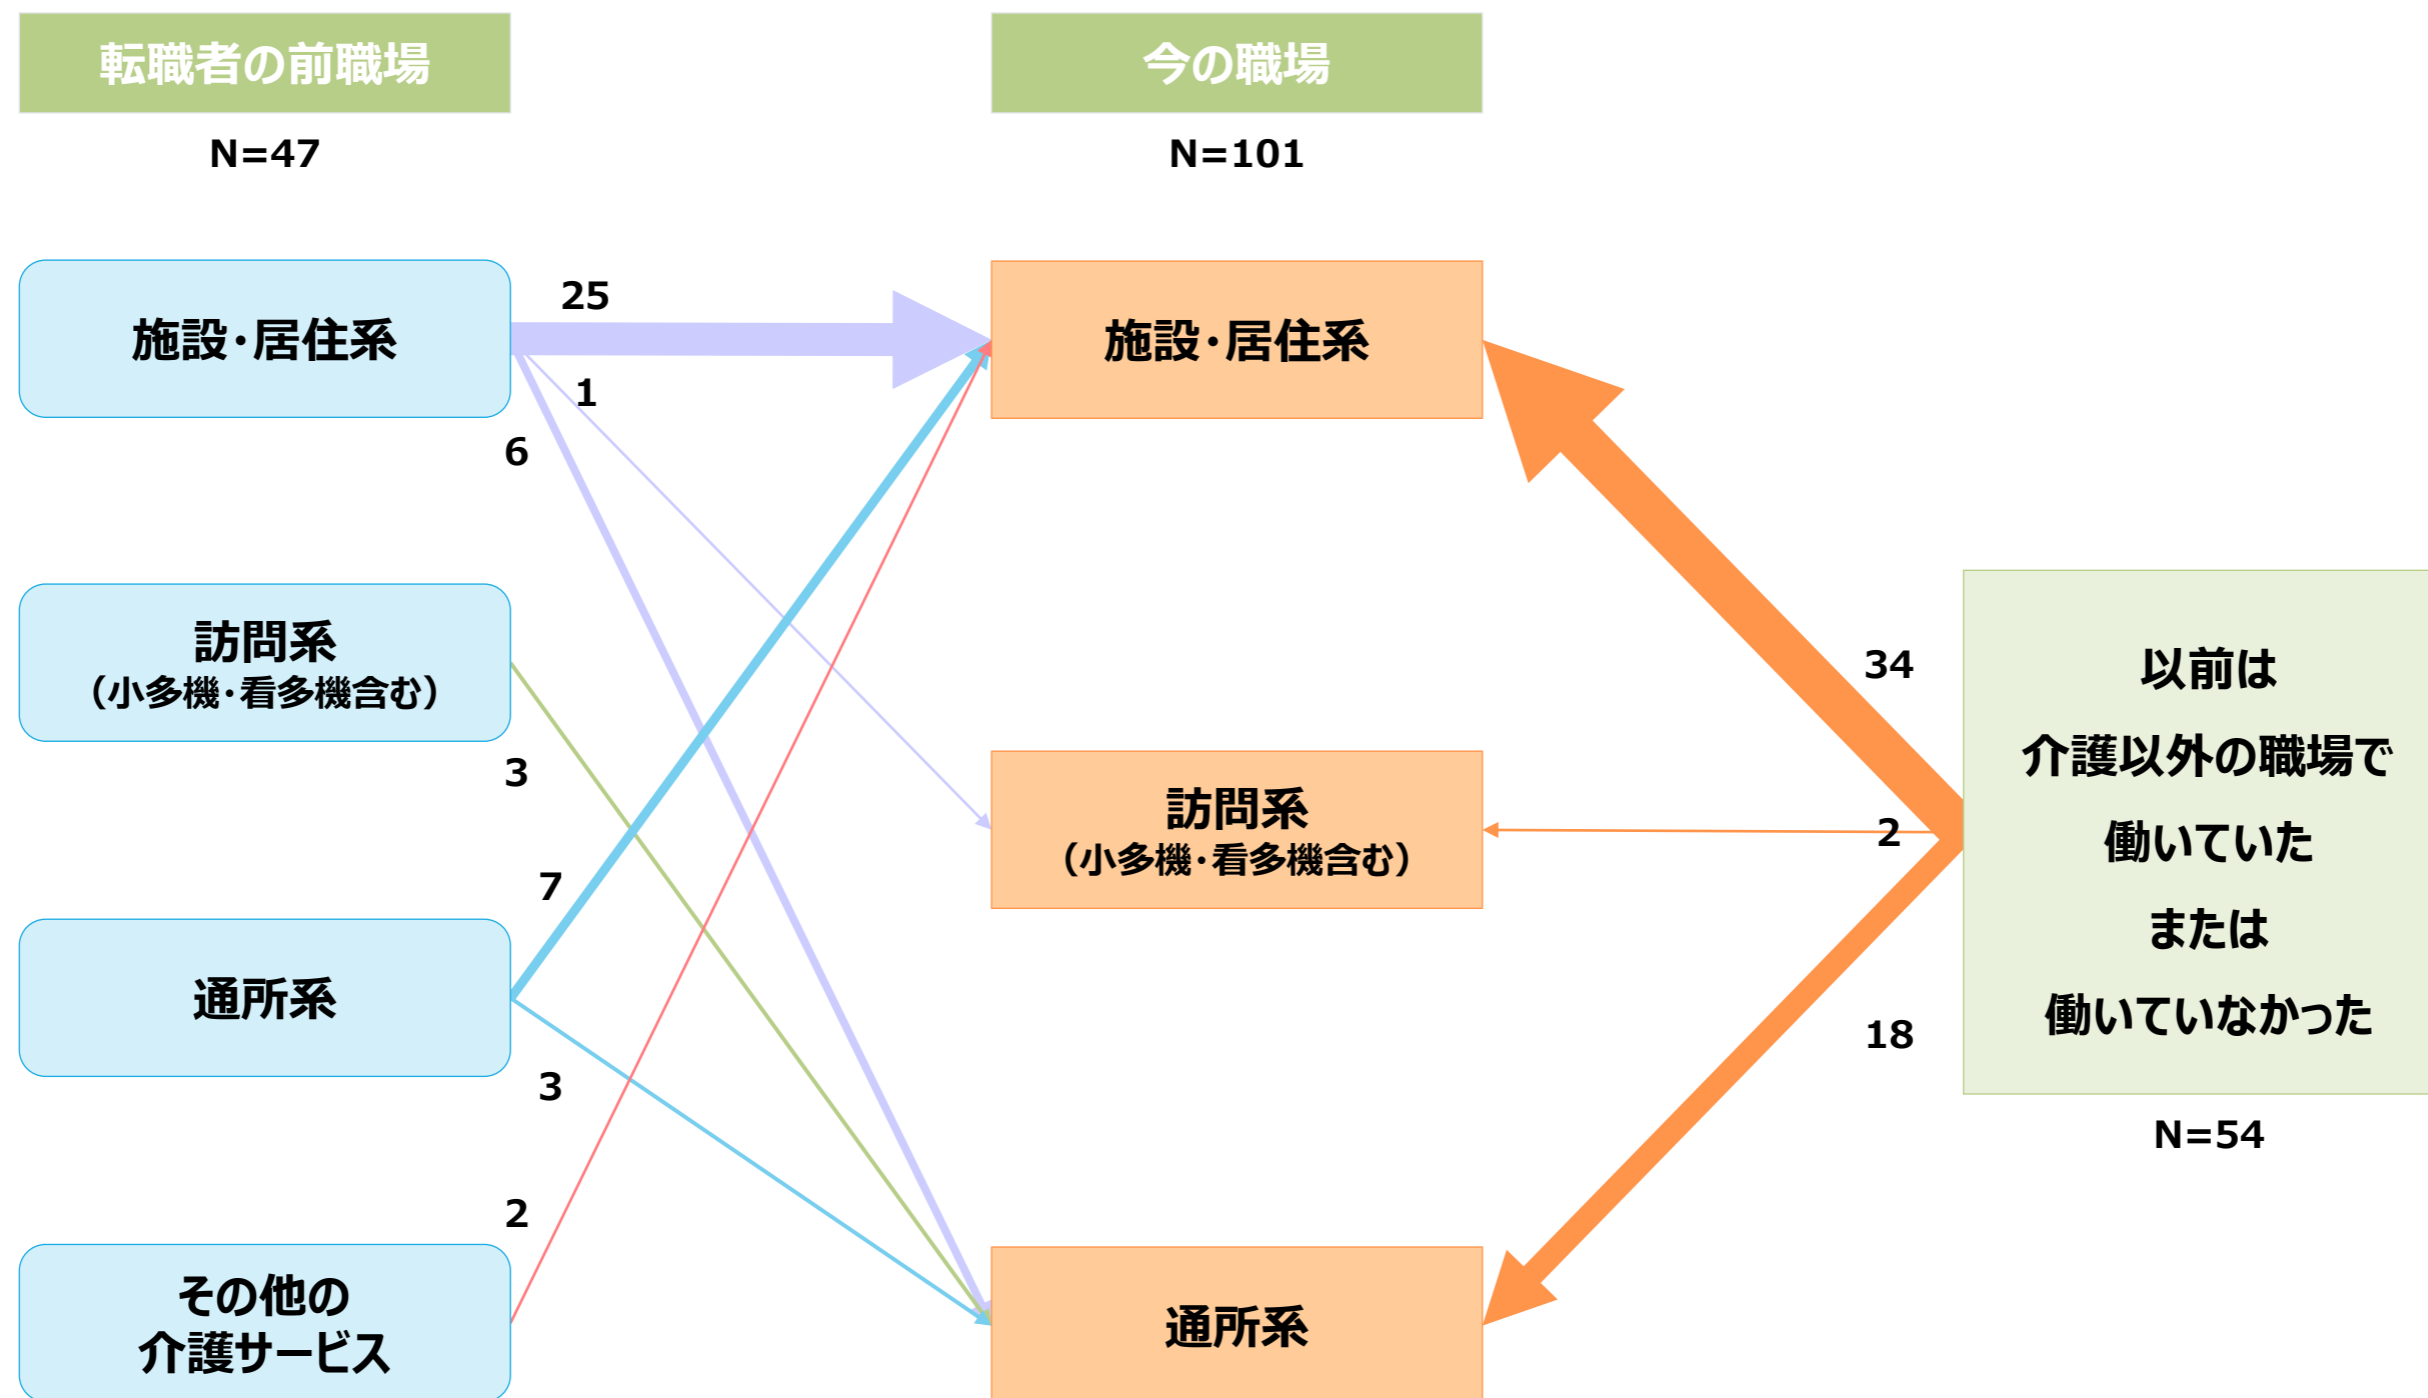 転職者の前職場
今の職場
N=47
N=101
施設・居住系
25
1
6
施設・居住系
訪問系
（小多機・看多機含む）
3
訪問系
（小多機・看多機含む）
34
2
18
以前は
介護以外の職場で
働いていた
または
働いていなかった
N=54
7
通所系
3
2
その他の
介護サービス
通所系